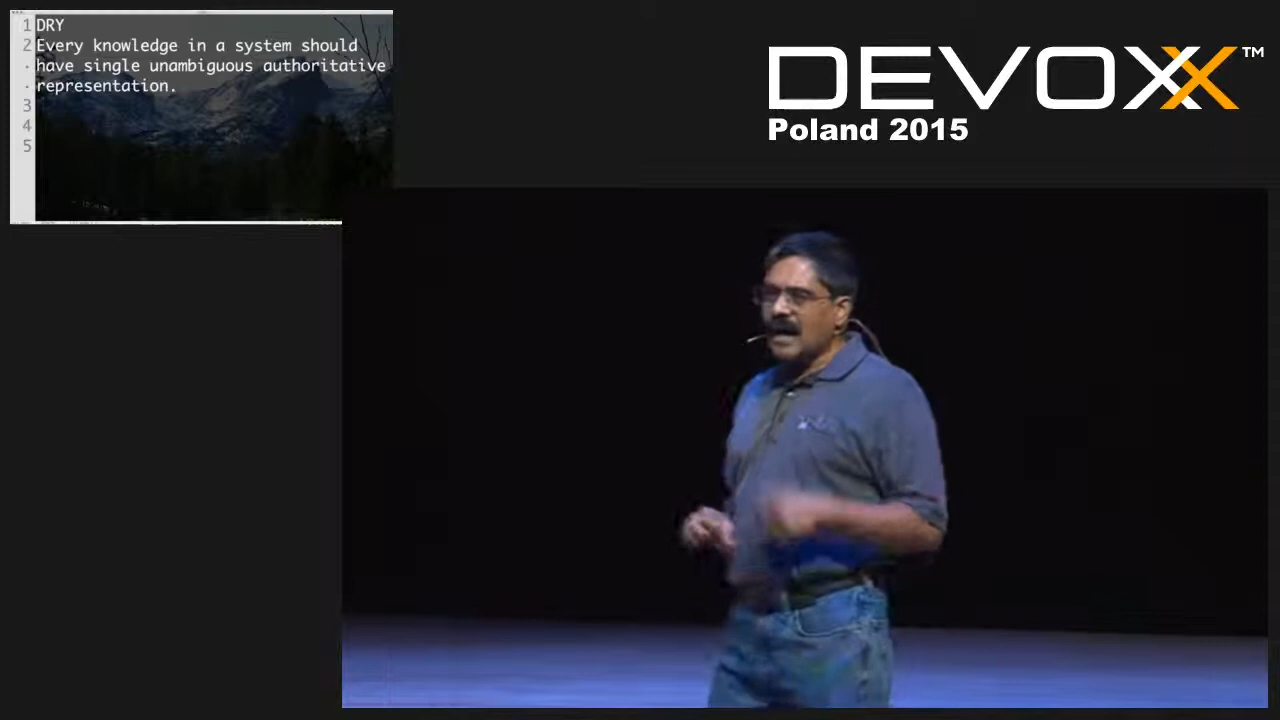 1 DRY
2 Every knowledge in a system should
· have single unambiguous authoritative
· representation.
3
4
5
DEVOXX™
Poland 2015